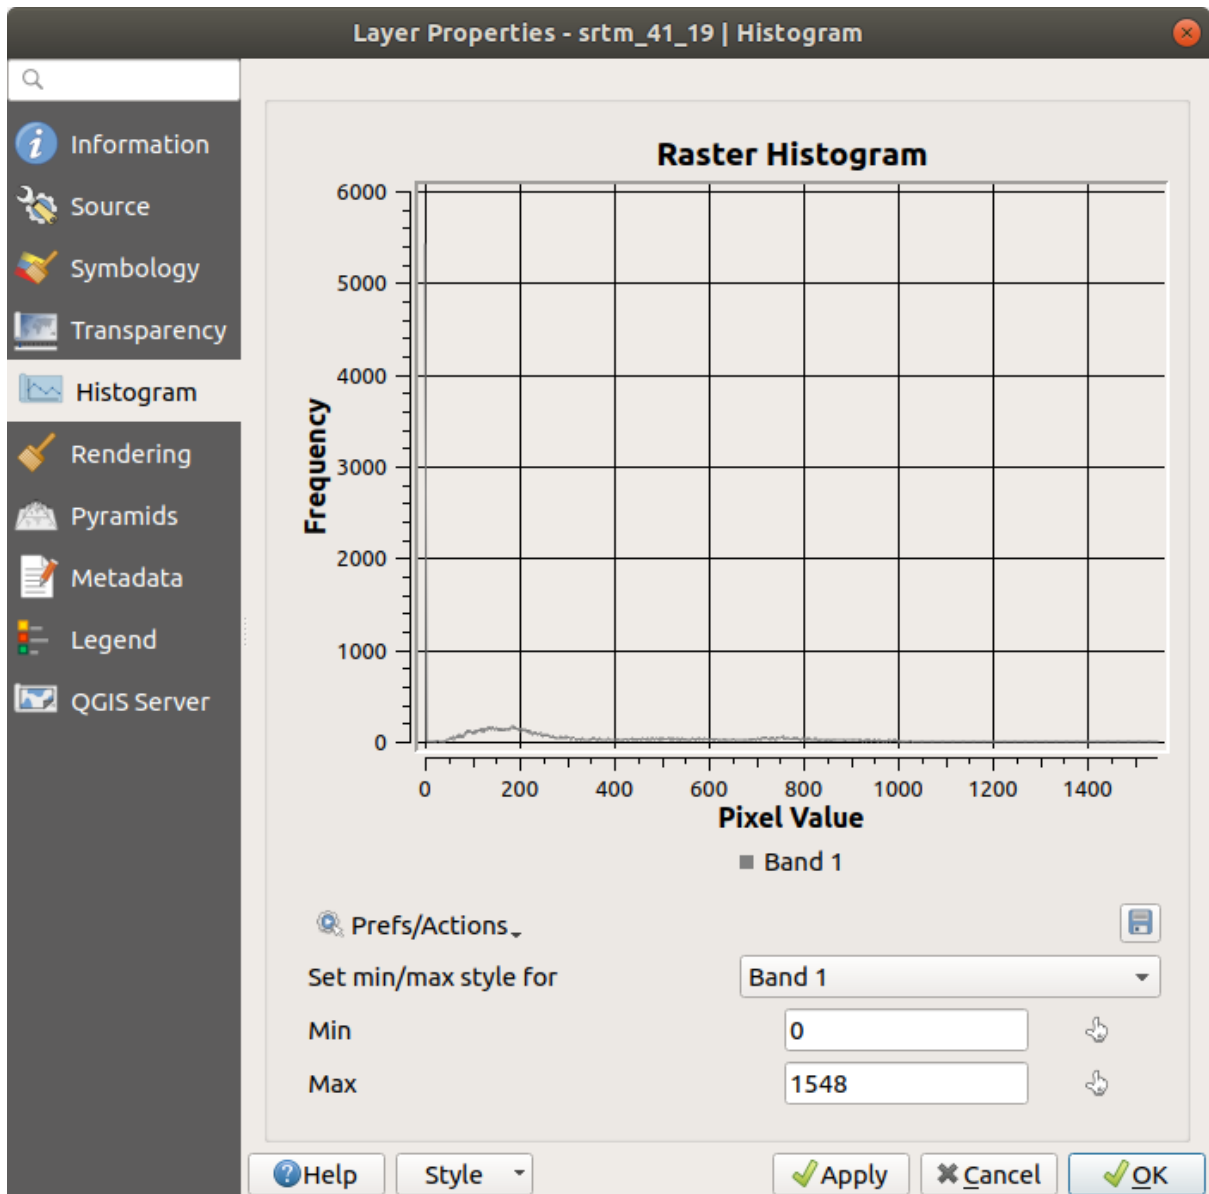 Layer Properties - srtm_41_19 | Histogram
Information
Source
Symbology
Transparency
Histogram
Rendering
Pyramids
Metadata
Legend
QGIS Server
Raster Histogram
6000
5000
4000
3000
2000
1000
0
Frequency
0 200 400 600 800 1000 1200 1400
Pixel Value
Band 1
Prefs/Actions
Set min/max style for Band 1
Min 0
Max 1548
Help Style Apply Cancel OK